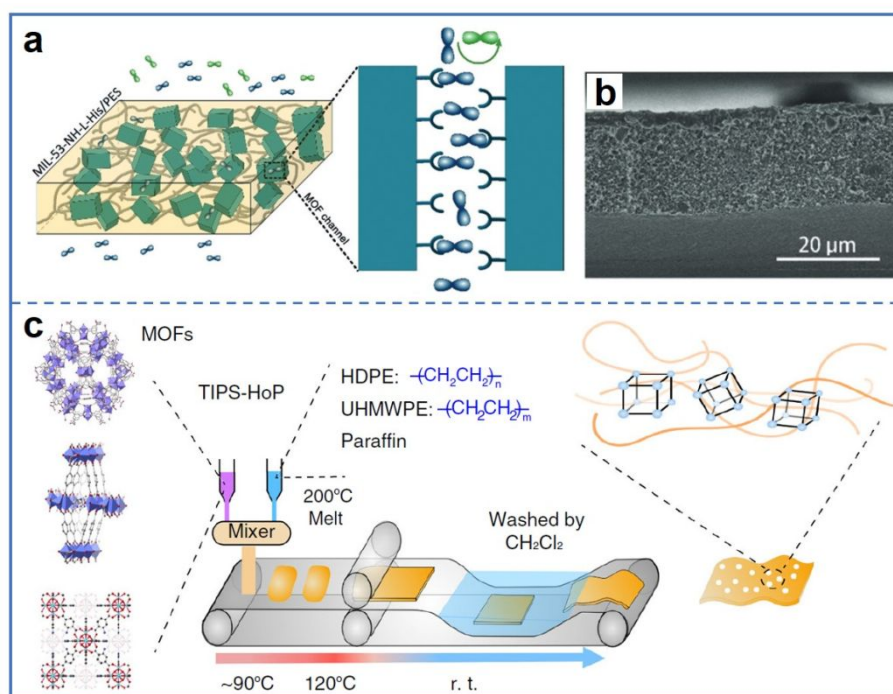 a
MIL-53-NH-L-His/PES
MOF channel
b
20 µm
c
MOFs
TIPS-HoP
HDPE: -(CH₂CH₂)ₙ-
UHMWPE: -(CH₂CH₂)ₘ-
Paraffin
200°C
Melt
Mixer
Washed by
CH₂Cl₂
~90°C 120°C r. t.